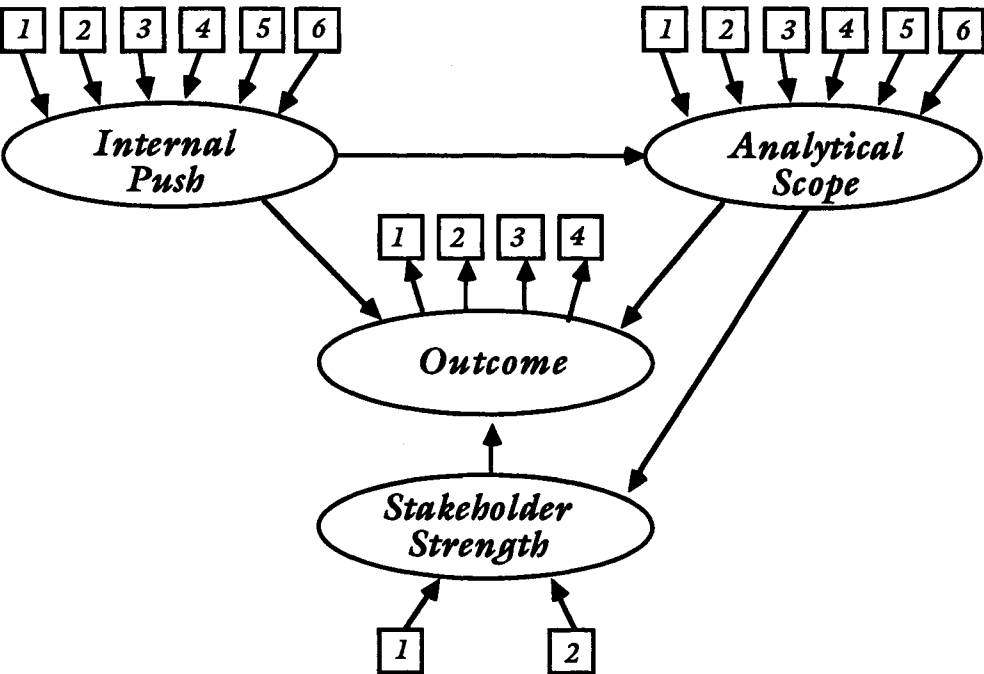 1 2 3 4 5 6
1 2 3 4 5 6
Internal
Push
Analytical
Scope
1 2 3 4
Outcome
Stakeholder
Strength
1 2